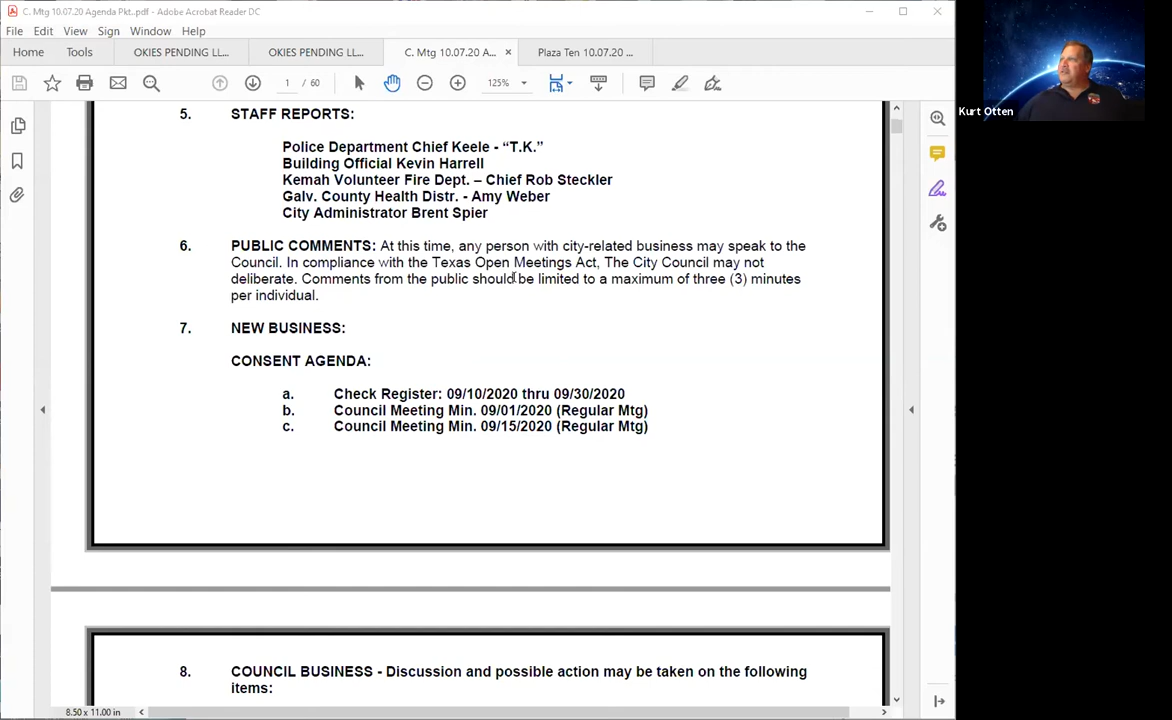 C. Mtg 10.07.20 Agenda Pkt..pdf - Adobe Acrobat Reader DC
File Edit View Sign Window Help
Home Tools OKIES PENDING LL... OKIES PENDING LL... C. Mtg 10.07.20 A... × Plaza Ten 10.07.20 ...
1 / 60 125%
Kurt Otten
5. STAFF REPORTS:
Police Department Chief Keele - “T.K.”
Building Official Kevin Harrell
Kemah Volunteer Fire Dept. – Chief Rob Steckler
Galv. County Health Distr. - Amy Weber
City Administrator Brent Spier
6. PUBLIC COMMENTS: At this time, any person with city-related business may speak to the
Council. In compliance with the Texas Open Meetings Act, The City Council may not
deliberate. Comments from the public should be limited to a maximum of three (3) minutes
per individual.
7. NEW BUSINESS:
CONSENT AGENDA:
a. Check Register: 09/10/2020 thru 09/30/2020
b. Council Meeting Min. 09/01/2020 (Regular Mtg)
c. Council Meeting Min. 09/15/2020 (Regular Mtg)
8. COUNCIL BUSINESS - Discussion and possible action may be taken on the following
items:
8.50 x 11.00 in